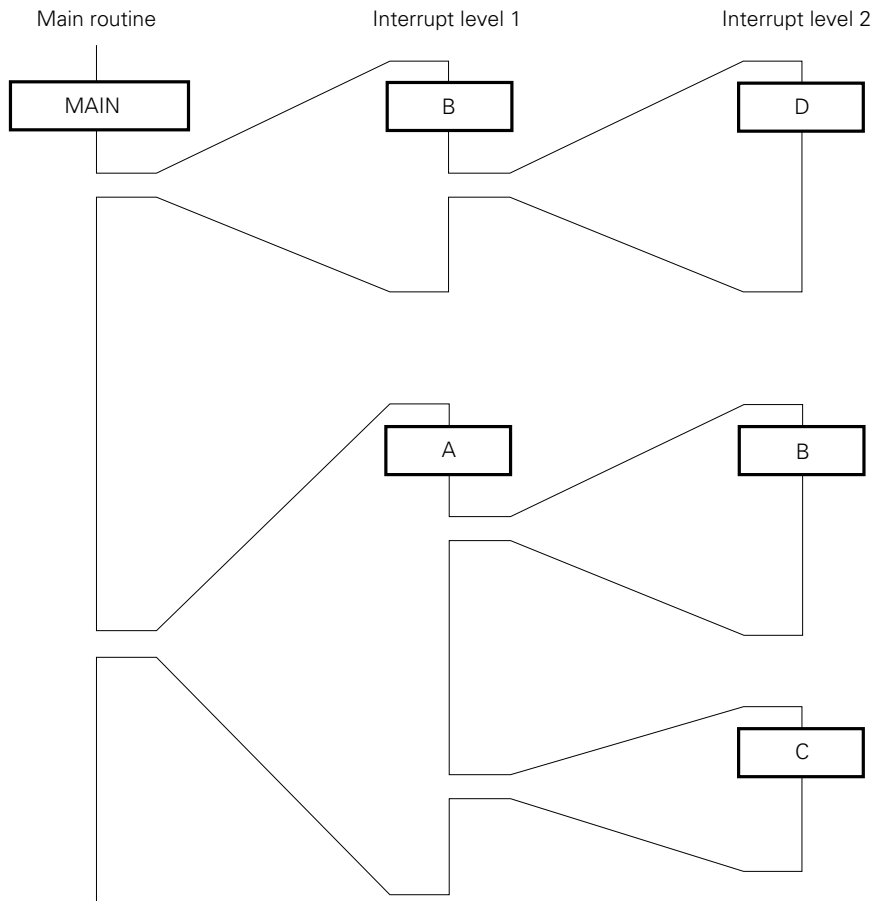 Main routine
Interrupt level 1
Interrupt level 2
MAIN
B
D
A
B
C